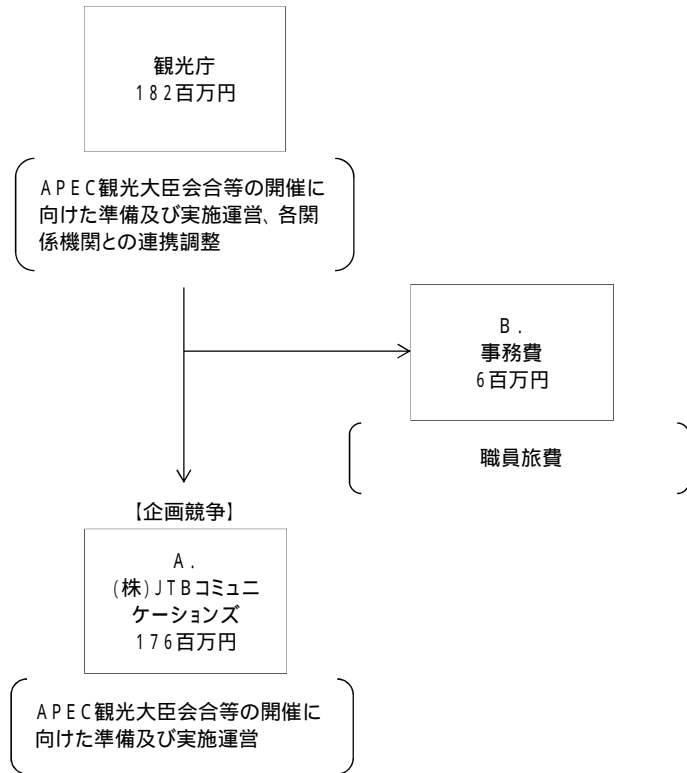 観光庁
182百万円
APEC観光大臣会合等の開催に
向けた準備及び実施運営、各関
係機関との連携調整
B.
事務費
6百万円
職員旅費
【企画競争】
A.
(株)JTBコミュニ
ケーションズ
176百万円
APEC観光大臣会合等の開催に
向けた準備及び実施運営